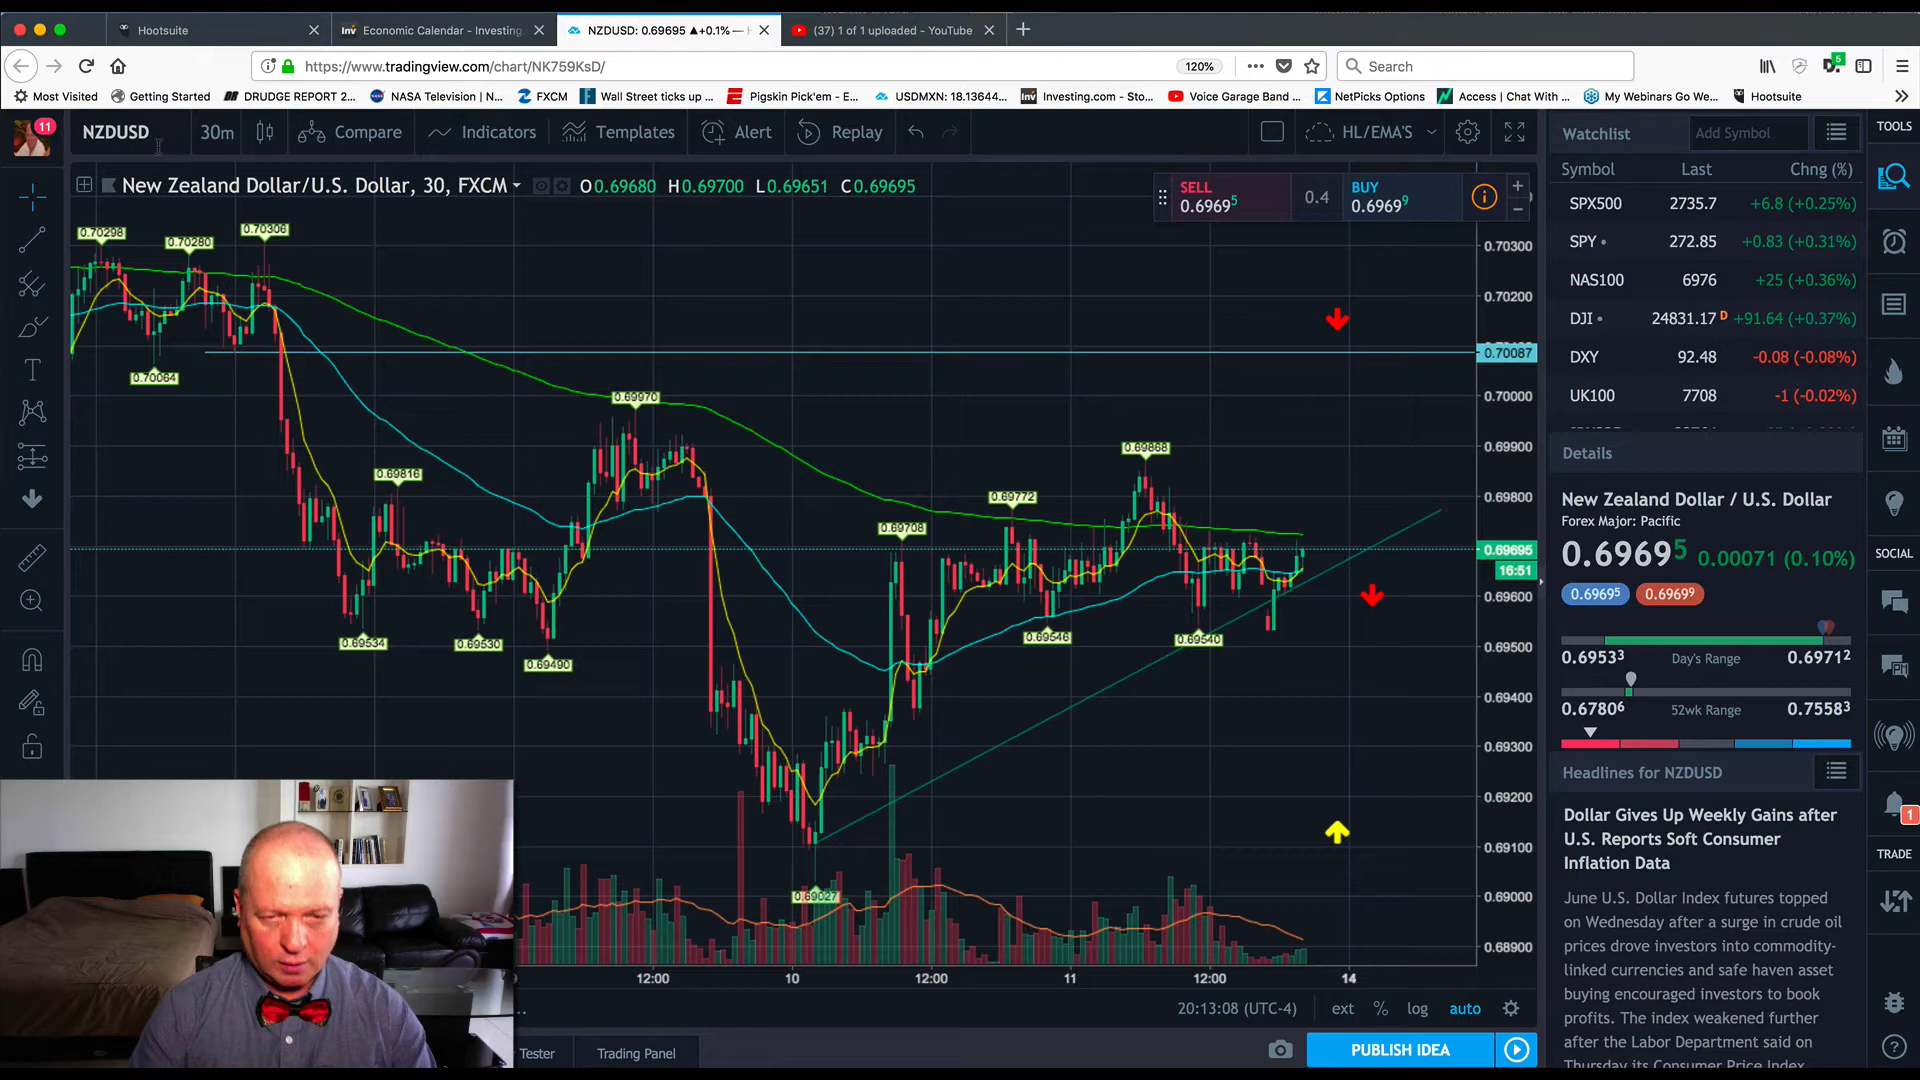 Hootsuite
Economic Calendar - Investing
NZDUSD: 0.69695 ▲+0.1% —
(37) 1 of 1 uploaded - YouTube
https://www.tradingview.com/chart/NK759KsD/
120%
Search
5
Most Visited
Getting Started
DRUDGE REPORT 2...
NASA Television | N...
FXCM
Wall Street ticks up ...
Pigskin Pick'em - E...
USDMXN: 18.13644...
Investing.com - Sto...
Voice Garage Band ...
NetPicks Options
Access | Chat With ...
My Webinars Go We...
Hootsuite
11
NZDUSD
30m
Compare
Indicators
Templates
Alert
Replay
HL/EMA'S
New Zealand Dollar/U.S. Dollar, 30, FXCM
O0.69680 H0.69700 L0.69651 C0.69695
SELL
0.69695
0.4
BUY
0.69699
0.70298
0.70280
0.70306
0.70064
0.69970
0.69816
0.69534
0.69530
0.69490
0.69027
0.69708
0.69772
0.69546
0.69868
0.69540
0.70300
0.70200
0.70087
0.70000
0.69900
0.69800
0.69695
16:51
0.69600
0.69500
0.69400
0.69300
0.69200
0.69100
0.69000
0.68900
12:00
10
12:00
11
12:00
14
20:13:08 (UTC-4)
ext
%
log
auto
Tester
Trading Panel
PUBLISH IDEA
Watchlist
Add Symbol
Symbol Last Chng (%)
SPX500 2735.7 +6.8 (+0.25%)
SPY 272.85 +0.83 (+0.31%)
NAS100 6976 +25 (+0.36%)
DJI 24831.17 D +91.64 (+0.37%)
DXY 92.48 -0.08 (-0.08%)
UK100 7708 -1 (-0.02%)
Details
New Zealand Dollar / U.S. Dollar
Forex Major: Pacific
0.69695 0.00071 (0.10%)
0.69695 0.69699
0.69533 Day's Range 0.69712
0.67806 52wk Range 0.75583
Headlines for NZDUSD
Dollar Gives Up Weekly Gains after
U.S. Reports Soft Consumer
Inflation Data
June U.S. Dollar Index futures topped
on Wednesday after a surge in crude oil
prices drove investors into commodity-
linked currencies and safe haven asset
buying encouraged investors to book
profits. The index weakened further
after the Labor Department said on
Thursday its Consumer Price Index
TOOLS
SOCIAL
1
TRADE